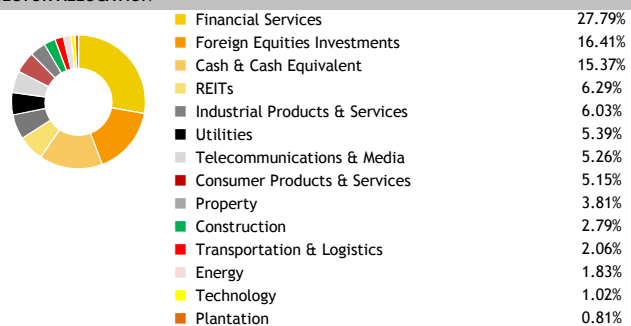 Financial Services 27.79%
Foreign Equities Investments 16.41%
Cash & Cash Equivalent 15.37%
REITs 6.29%
Industrial Products & Services 6.03%
Utilities 5.39%
Telecommunications & Media 5.26%
Consumer Products & Services 5.15%
Property 3.81%
Construction 2.79%
Transportation & Logistics 2.06%
Energy 1.83%
Technology 1.02%
Plantation 0.81%